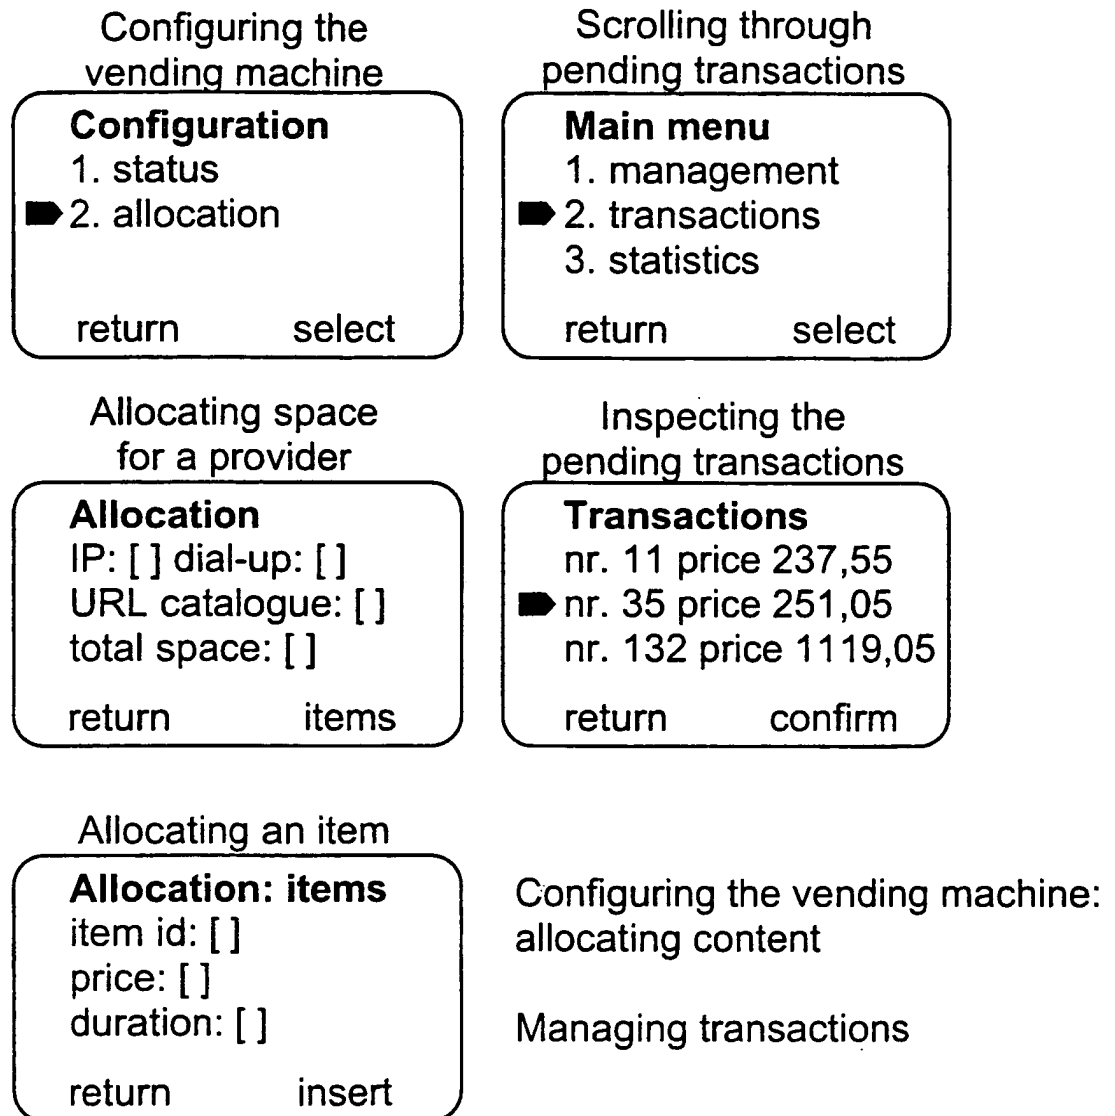 Configuring the
vending machine
Configuration
1. status
2. allocation
return select
Scrolling through
pending transactions
Main menu
1. management
2. transactions
3. statistics
return select
Allocating space
for a provider
Allocation
IP: [ ] dial-up: [ ]
URL catalogue: [ ]
total space: [ ]
return items
Inspecting the
pending transactions
Transactions
nr. 11 price 237,55
nr. 35 price 251,05
nr. 132 price 1119,05
return confirm
Allocating an item
Allocation: items
item id: [ ]
price: [ ]
duration: [ ]
return insert
Configuring the vending machine:
allocating content
Managing transactions